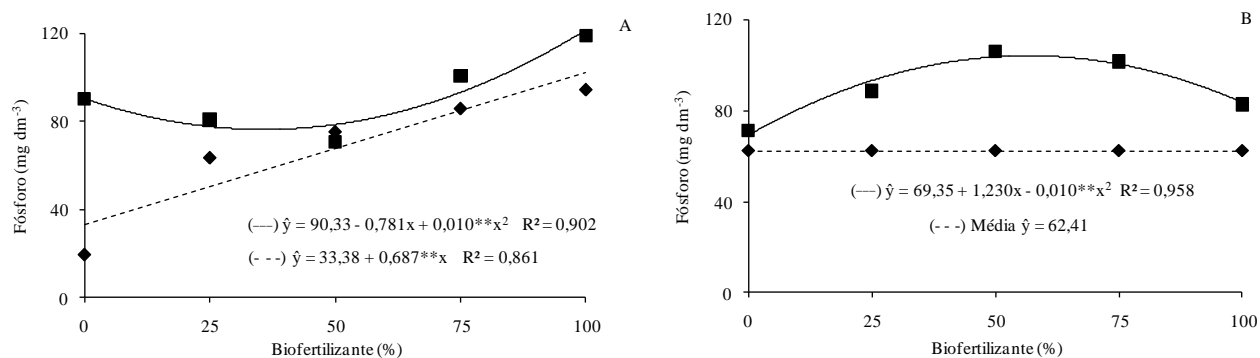 A
120
80
40
0
Fósforo (mg dm-3)
(—) ŷ = 90,33 - 0,781x + 0,010**x2 R² = 0,902
(- - -) ŷ = 33,38 + 0,687**x R² = 0,861
0 25 50 75 100
Biofertilizante (%)
B
120
80
40
0
Fósforo (mg dm-3)
(—) ŷ = 69,35 + 1,230x - 0,010**x2 R² = 0,958
(- - -) Média ŷ = 62,41
0 25 50 75 100
Biofertilizante (%)